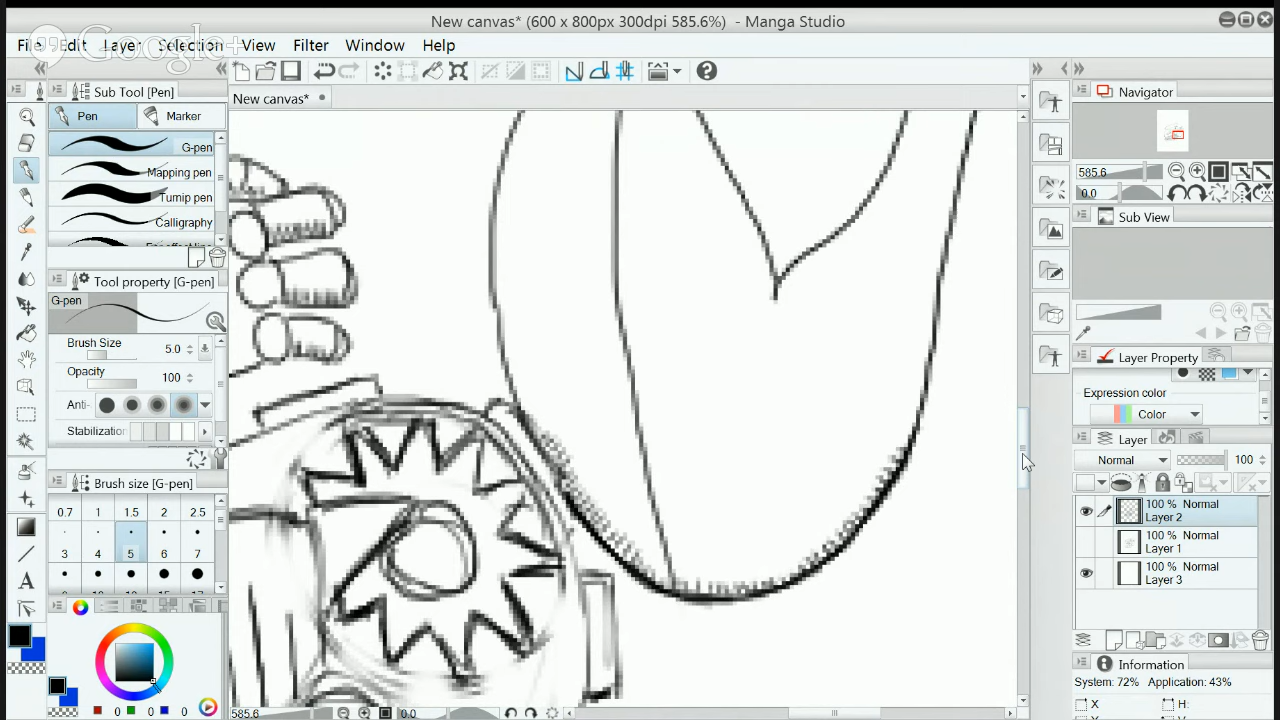 New canvas* (600 x 800px 300dpi 585.6%) - Manga Studio
File Edit Layer Selection View Filter Window Help
Google+
Sub Tool [Pen]
New canvas*
Pen Marker
G-pen
Mapping pen
Turnip pen
Calligraphy
Tool property [G-pen]
G-pen
Brush Size 5.0
Opacity 100
Anti-
Stabilization
Brush size [G-pen]
0.7 1 1.5 2 2.5
3 4 5 6 7
0 0 0
585.6 0.0
Navigator
585.6
0.0
Sub View
Layer Property
Expression color
Color
Layer
Normal 100
100 % Normal
Layer 2
100 % Normal
Layer 1
100 % Normal
Layer 3
Information
System: 72% Application: 43%
X H: